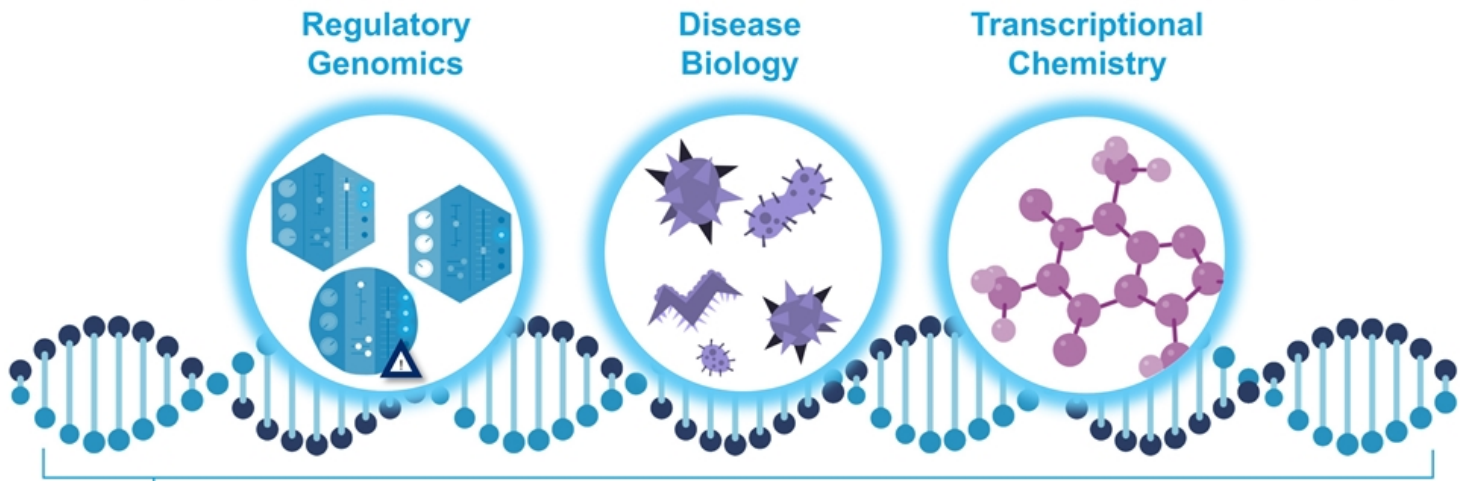 Regulatory
Genomics
Disease
Biology
Transcriptional
Chemistry
!